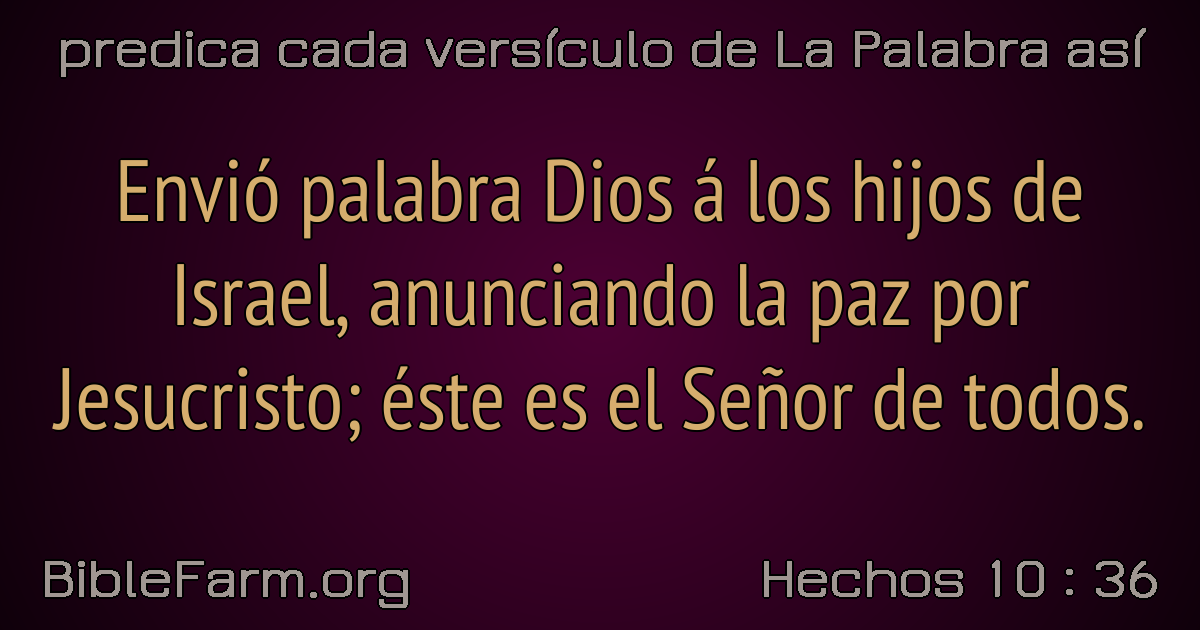 predica cada versículo de La Palabra así
Envió palabra Dios á los hijos de
Israel, anunciando la paz por
Jesucristo; éste es el Señor de todos.
BibleFarm.org
Hechos 10 : 36